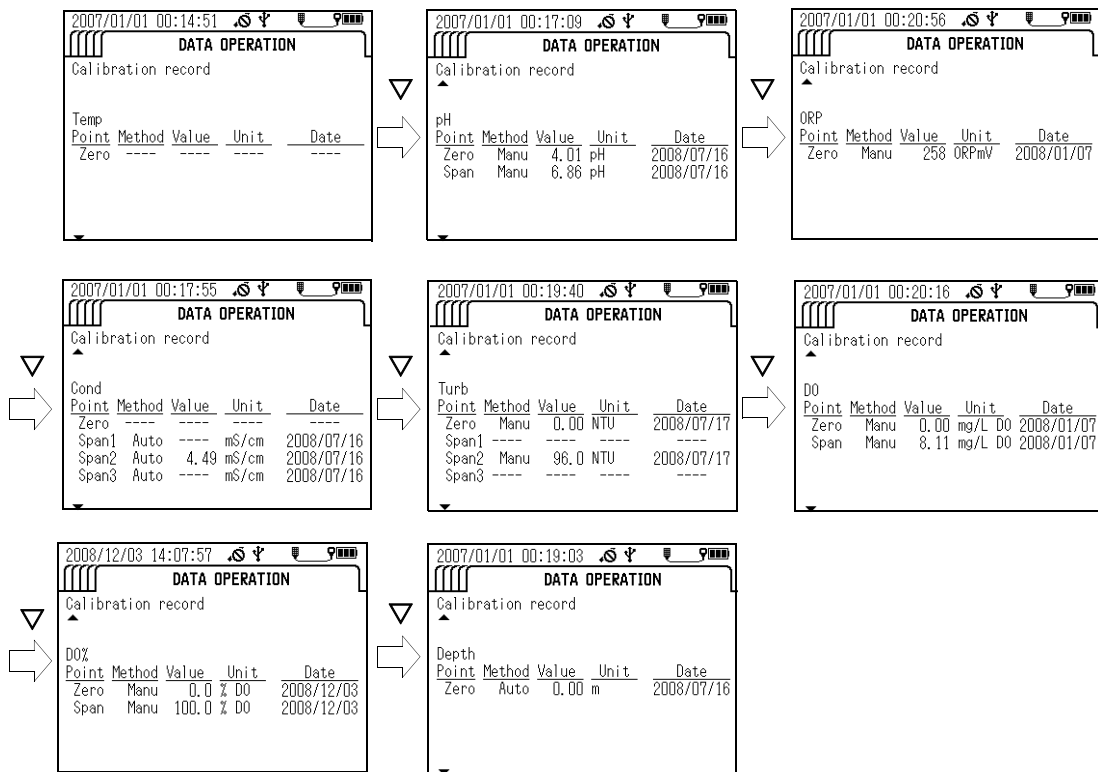 2007/01/01 00:14:51
DATA OPERATION
Calibration record
Temp
Point Method Value Unit Date
Zero ---- ---- ---- ----
2007/01/01 00:17:09
DATA OPERATION
Calibration record
pH
Point Method Value Unit Date
Zero Manu 4.01 pH 2008/07/16
Span Manu 6.86 pH 2008/07/16
2007/01/01 00:20:56
DATA OPERATION
Calibration record
ORP
Point Method Value Unit Date
Zero Manu 258 ORPmV 2008/01/07
2007/01/01 00:17:55
DATA OPERATION
Calibration record
Cond
Point Method Value Unit Date
Zero ---- ---- ---- ----
Span1 Auto ---- mS/cm 2008/07/16
Span2 Auto 4.49 mS/cm 2008/07/16
Span3 Auto ---- mS/cm 2008/07/16
2007/01/01 00:19:40
DATA OPERATION
Calibration record
Turb
Point Method Value Unit Date
Zero Manu 0.00 NTU 2008/07/17
Span1 ---- ---- ---- ----
Span2 Manu 96.0 NTU 2008/07/17
Span3 ---- ---- ---- ----
2007/01/01 00:20:16
DATA OPERATION
Calibration record
DO
Point Method Value Unit Date
Zero Manu 0.00 mg/L DO 2008/01/07
Span Manu 8.11 mg/L DO 2008/01/07
2008/12/03 14:07:57
DATA OPERATION
Calibration record
DO%
Point Method Value Unit Date
Zero Manu 0.0 % DO 2008/12/03
Span Manu 100.0 % DO 2008/12/03
2007/01/01 00:19:03
DATA OPERATION
Calibration record
Depth
Point Method Value Unit Date
Zero Auto 0.00 m 2008/07/16